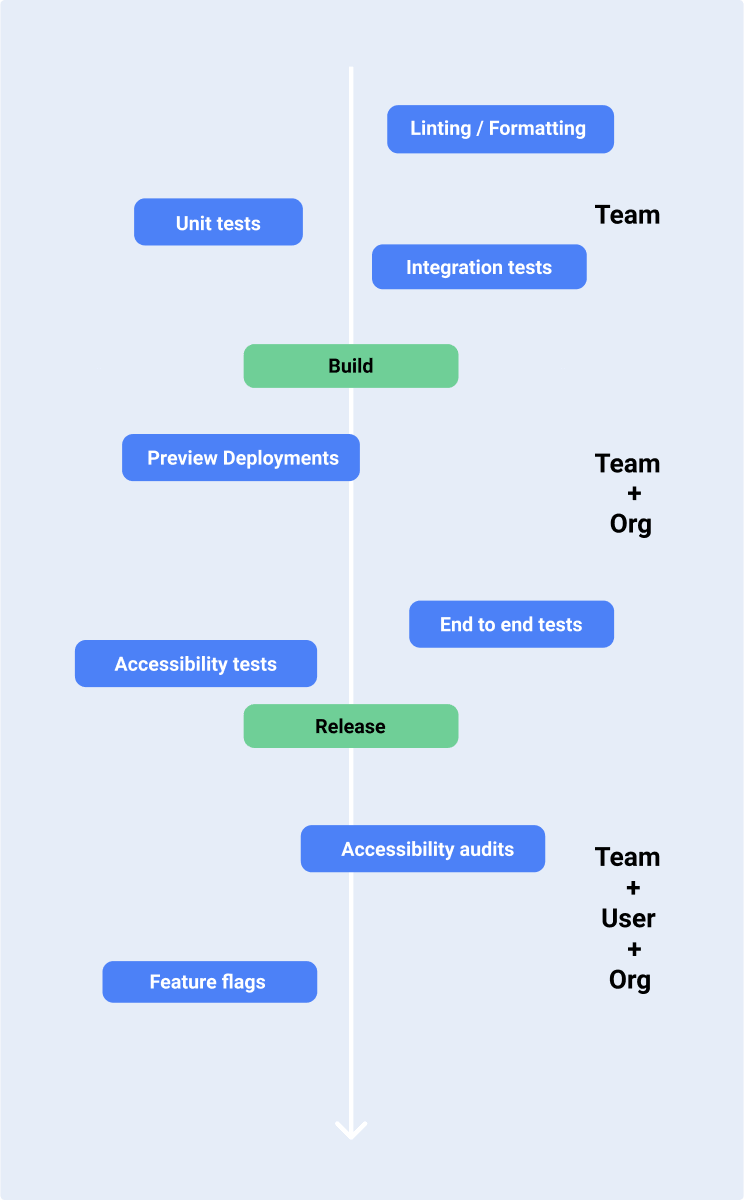 Linting / Formatting
Unit tests
Team
Integration tests
Build
Preview Deployments
Team
+
Org
End to end tests
Accessibility tests
Release
Accessibility audits
Team
+
User
+
Org
Feature flags